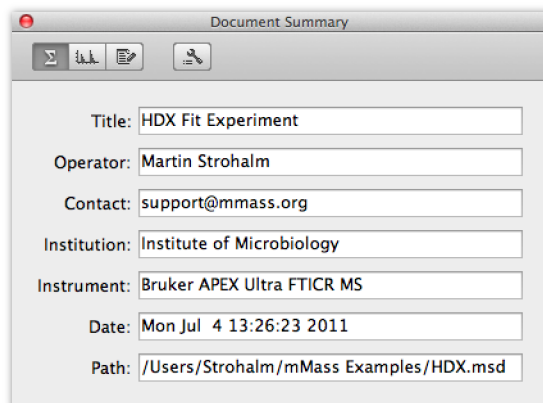 Document Summary
Σ
Title: HDX Fit Experiment
Operator: Martin Strohalm
Contact: support@mmass.org
Institution: Institute of Microbiology
Instrument: Bruker APEX Ultra FTICR MS
Date: Mon Jul  4 13:26:23 2011
Path: /Users/Strohalm/mMass Examples/HDX.msd